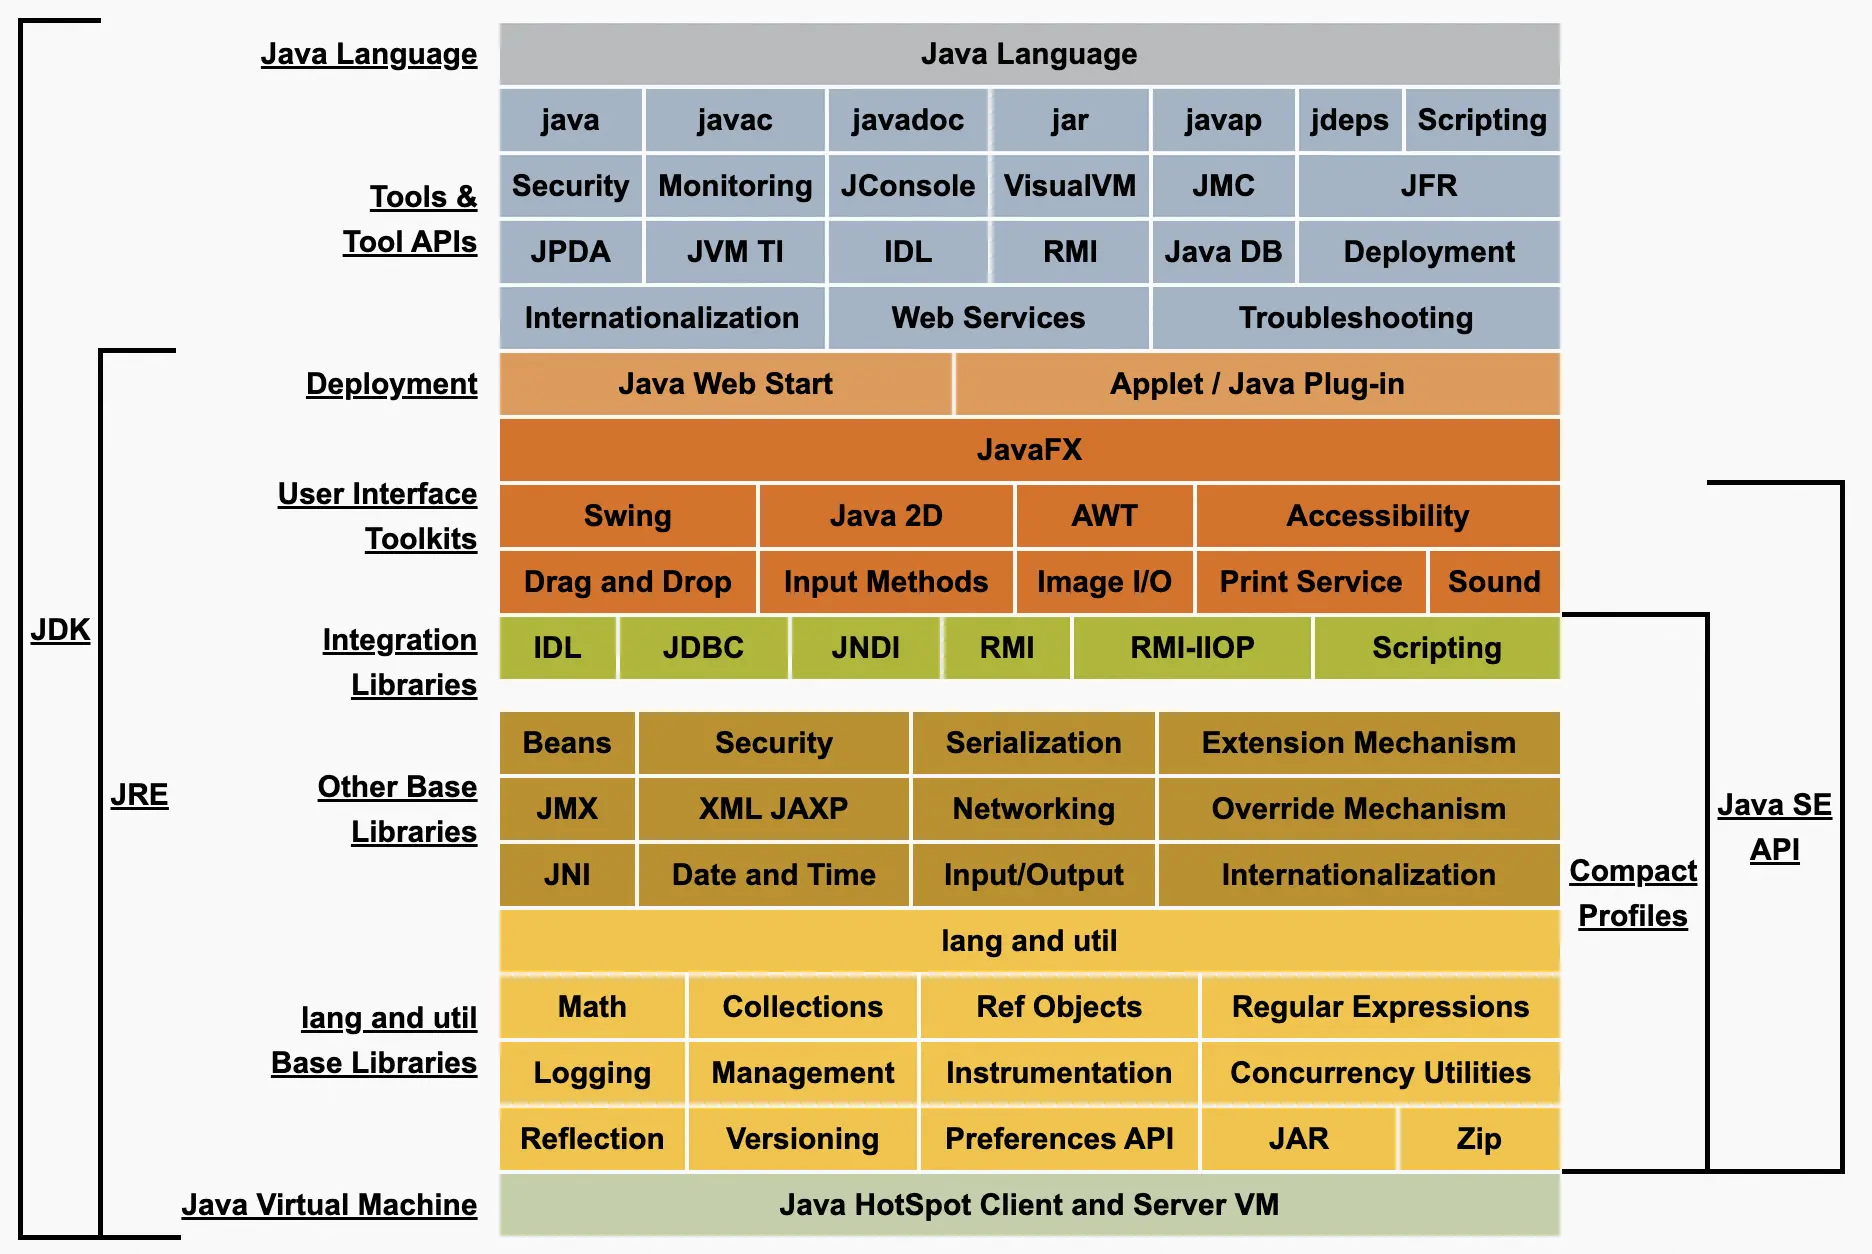 Java Language
Java Language
java javac javadoc jar javap jdeps Scripting
Tools &
Tool APIs
Security Monitoring JConsole VisualVM JMC JFR
JPDA JVM TI IDL RMI Java DB Deployment
Internationalization Web Services Troubleshooting
Deployment
Java Web Start Applet / Java Plug-in
User Interface
Toolkits
JavaFX
Swing Java 2D AWT Accessibility
Drag and Drop Input Methods Image I/O Print Service Sound
JDK
Integration
Libraries
IDL JDBC JNDI RMI RMI-IIOP Scripting
JRE
Other Base
Libraries
Beans Security Serialization Extension Mechanism
JMX XML JAXP Networking Override Mechanism
JNI Date and Time Input/Output Internationalization
Java SE
API
Compact
Profiles
lang and util
Base Libraries
lang and util
Math Collections Ref Objects Regular Expressions
Logging Management Instrumentation Concurrency Utilities
Reflection Versioning Preferences API JAR Zip
Java Virtual Machine
Java HotSpot Client and Server VM